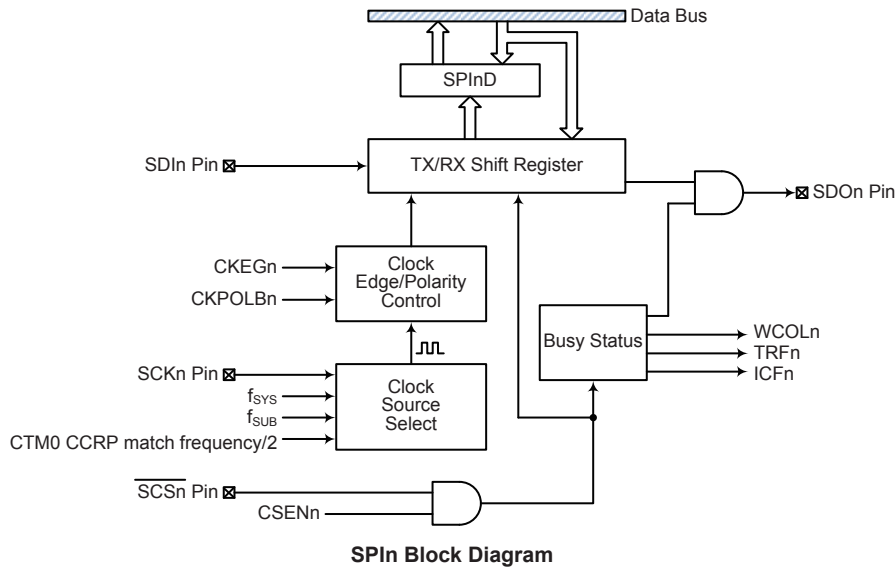 Data Bus
SPInD
SDIn Pin
TX/RX Shift Register
SDOn Pin
CKEGn
CKPOLBn
Clock
Edge/Polarity
Control
Busy Status
WCOLn
TRFn
ICFn
SCKn Pin
fSYS
fSUB
CTM0 CCRP match frequency/2
Clock
Source
Select
SCSn Pin
CSENn
SPIn Block Diagram